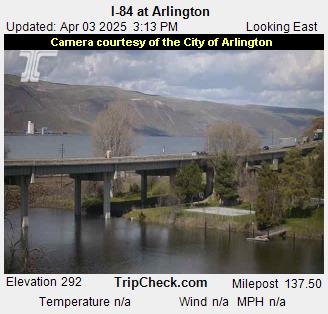 I-84 at Arlington
Updated: Apr 03 2025 3:13 PM Looking East
Camera courtesy of the City of Arlington
Elevation 292 TripCheck.com Milepost 137.50
Temperature n/a Wind n/a MPH n/a